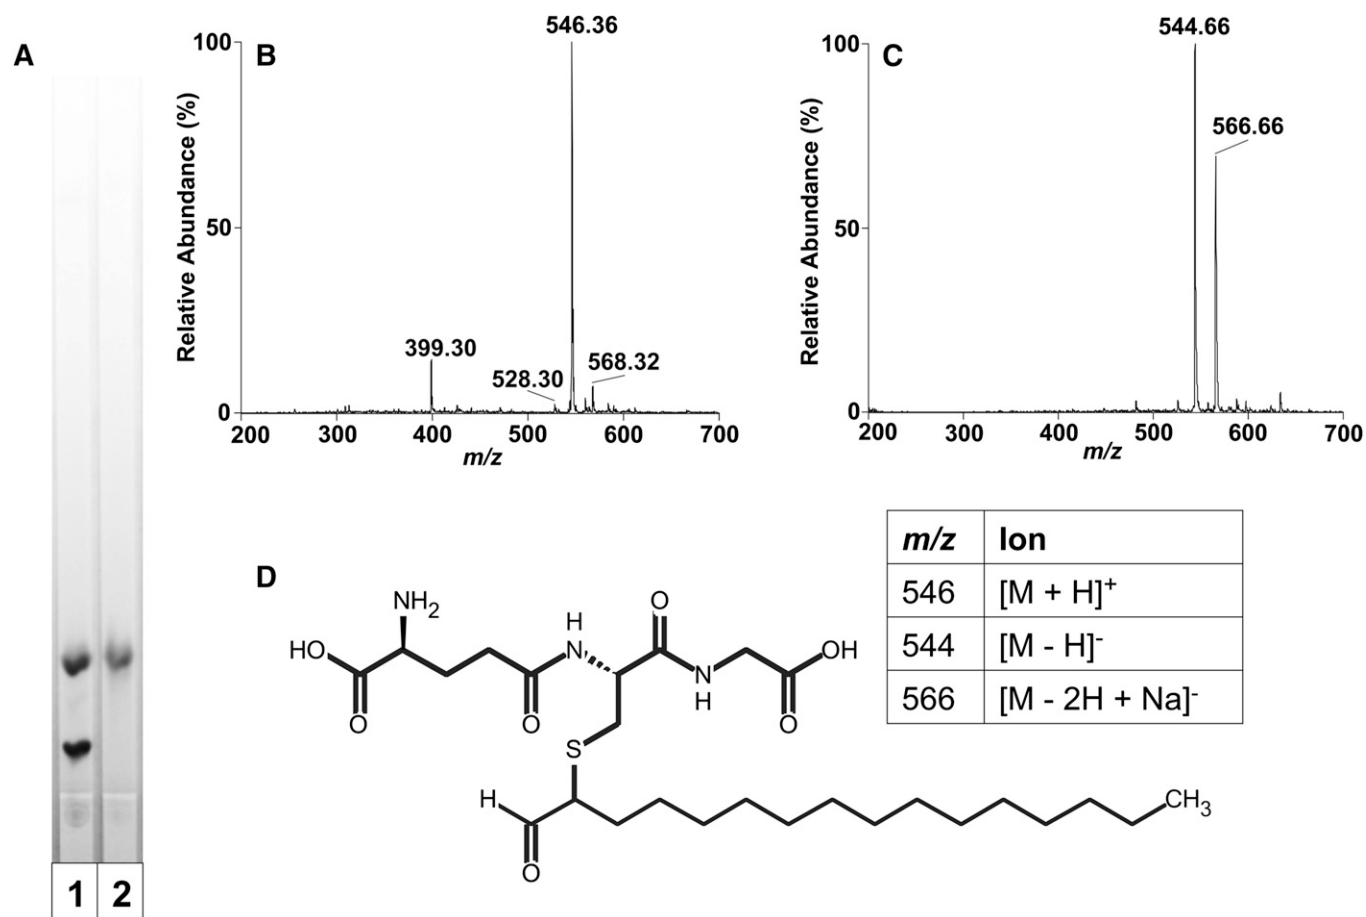 A
1 2
B
Relative Abundance (%)
100
50
0
546.36
399.30
528.30
568.32
200 300 400 500 600 700
m/z
C
Relative Abundance (%)
100
50
0
544.66
566.66
200 300 400 500 600 700
m/z
D
NH2
HO
O
O
H
N
O
N
H
OH
O
S
H
O
CH3
m/z Ion
546 [M + H]+
544 [M - H]-
566 [M - 2H + Na]-